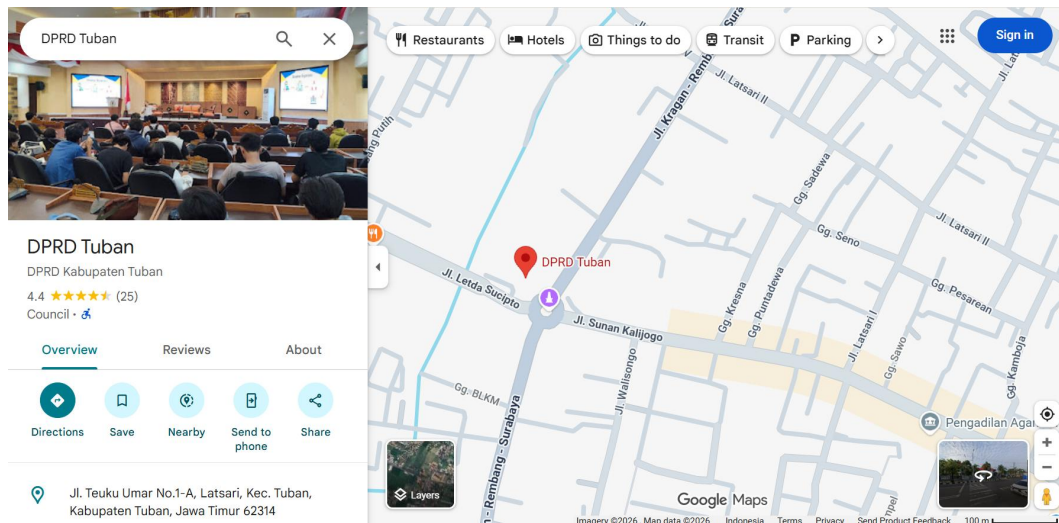 DPRD Tuban
Restaurants
Hotels
Things to do
Transit
Parking
Sign in
DPRD Tuban
DPRD Kabupaten Tuban
4.4 (25)
Council ·
Overview
Reviews
About
Directions
Save
Nearby
Send to phone
Share
Jl. Teuku Umar No.1-A, Latsari, Kec. Tuban,
Kabupaten Tuban, Jawa Timur 62314
Jl. Latsari II
Jl. Kragan - Remb
Gg. Sadewa
Gg. Seno
Jl. Latsari II
DPRD Tuban
Jl. Letda Sucipto
Gg. Pesarean
Gg. Kresna
Gg. Puntadewa
Jl. Sunan Kalijogo
Jl. Latsari I
Gg. Sawo
Gg. Kamboja
Jl. Walisongo
Gg. BLKM
- Rembang - Surabaya
Pengadilan Agar
Layers
Google Maps
Imagery ©2026 Map data ©2026 Indonesia Terms Privacy Send Product Feedback 100 m